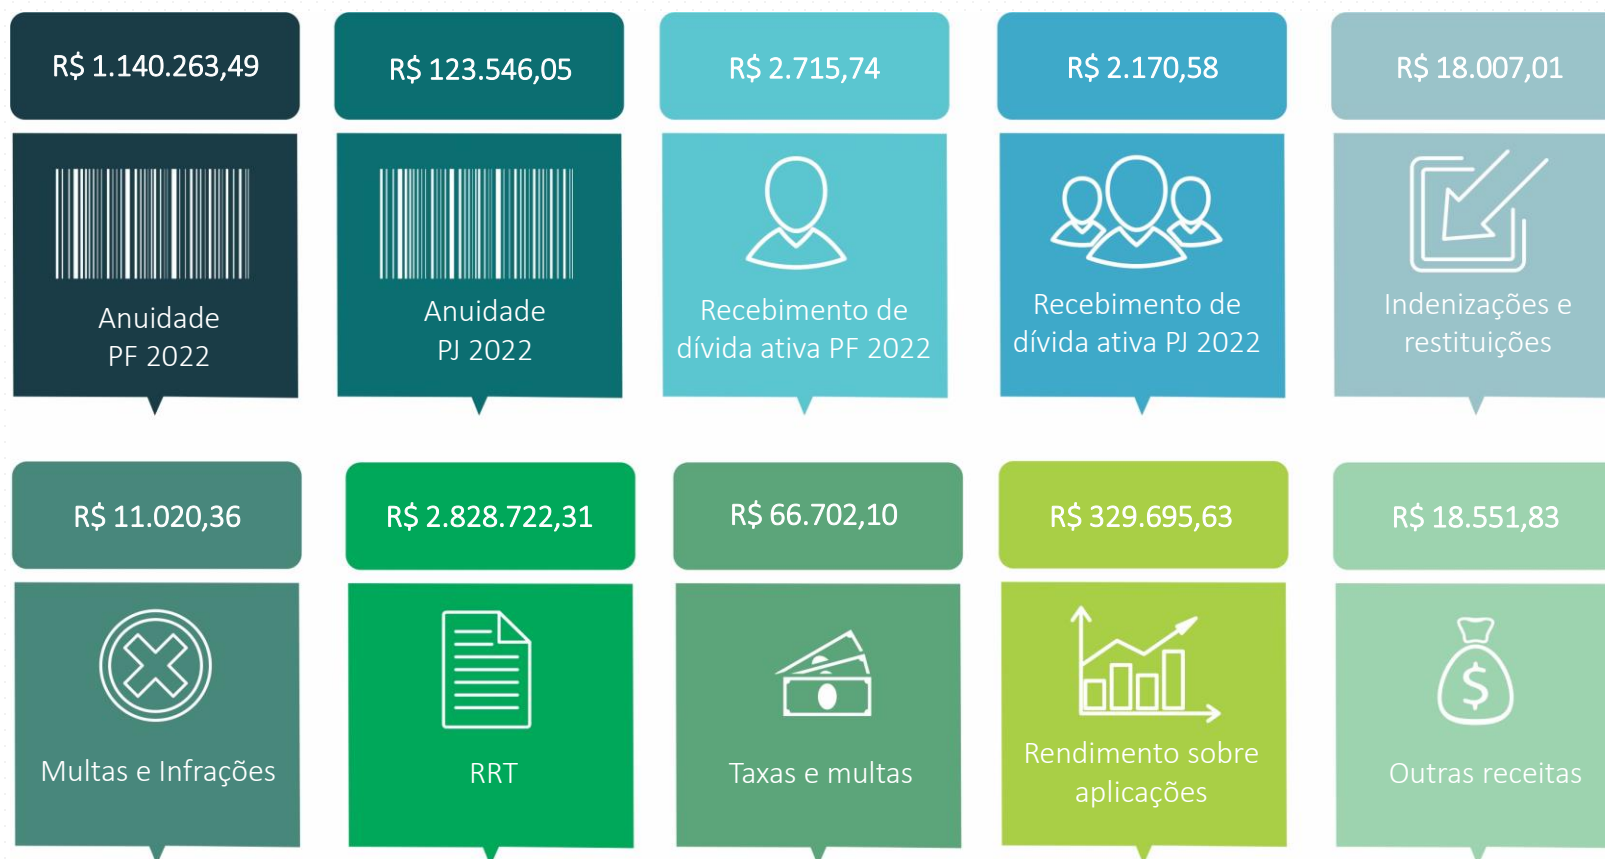 R$ 1.140.263,49
Anuidade
PF 2022
R$ 123.546,05
Anuidade
PJ 2022
R$ 2.715,74
Recebimento de
dívida ativa PF 2022
R$ 2.170,58
Recebimento de
dívida ativa PJ 2022
R$ 18.007,01
Indenizações e
restituições
R$ 11.020,36
Multas e Infrações
R$ 2.828.722,31
RRT
R$ 66.702,10
Taxas e multas
R$ 329.695,63
Rendimento sobre
aplicações
R$ 18.551,83
$
Outras receitas